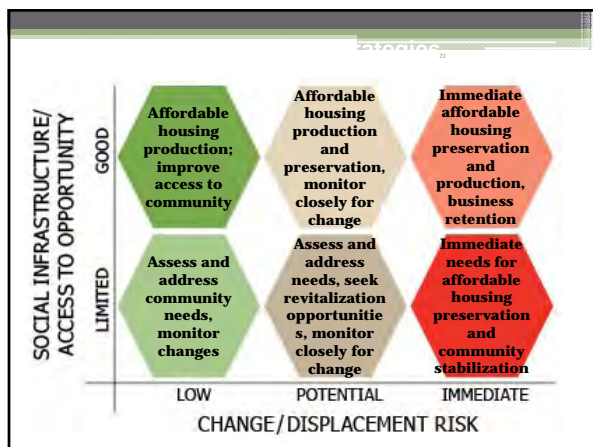 21
SOCIAL INFRASTRUCTURE/
ACCESS TO OPPORTUNITY
GOOD
Affordable
housing
production;
improve
access to
community
Affordable
housing
production
and
preservation,
monitor
closely for
change
Immediate
affordable
housing
preservation
and
production,
business
retention
LIMITED
Assess and
address
community
needs,
monitor
changes
Assess and
address
needs, seek
revitalization
opportunitie
s, monitor
closely for
change
Immediate
needs for
affordable
housing
preservation
and
community
stabilization
LOW
POTENTIAL
IMMEDIATE
CHANGE/DISPLACEMENT RISK